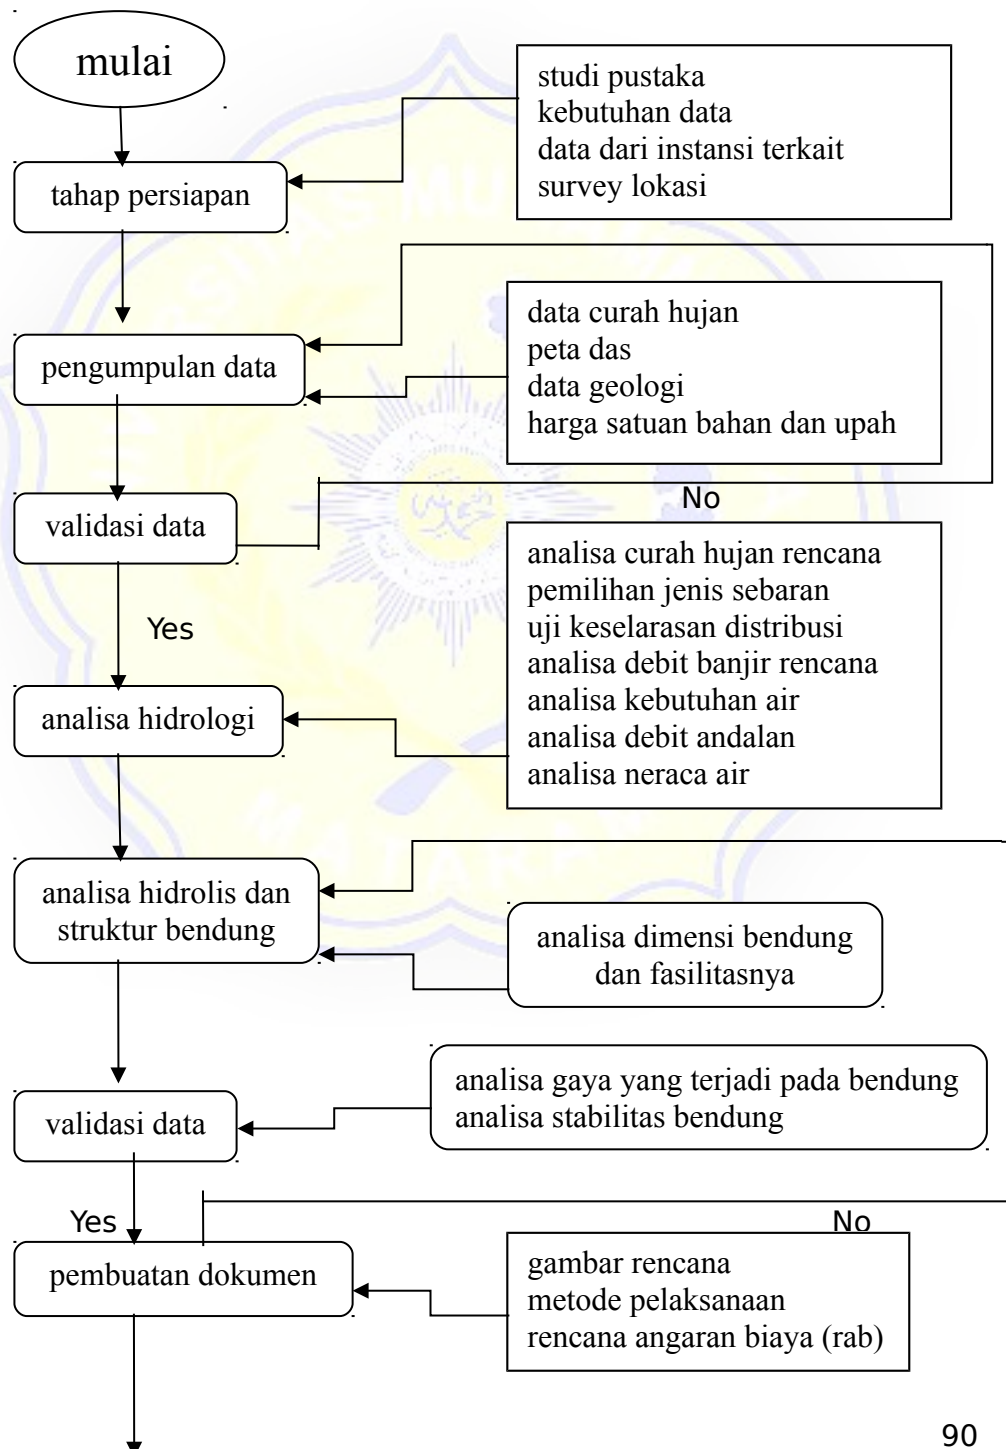 mulai
studi pustaka
kebutuhan data
data dari instansi terkait
survey lokasi
tahap persiapan
data curah hujan
peta das
data geologi
harga satuan bahan dan upah
pengumpulan data
No
validasi data
analisa curah hujan rencana
pemilihan jenis sebaran
uji keselarasan distribusi
analisa debit banjir rencana
analisa kebutuhan air
analisa debit andalan
analisa neraca air
Yes
analisa hidrologi
analisa hidrolis dan
struktur bendung
analisa dimensi bendung
dan fasilitasnya
analisa gaya yang terjadi pada bendung
analisa stabilitas bendung
validasi data
Yes
No
pembuatan dokumen
gambar rencana
metode pelaksanaan
rencana angaran biaya (rab)
90